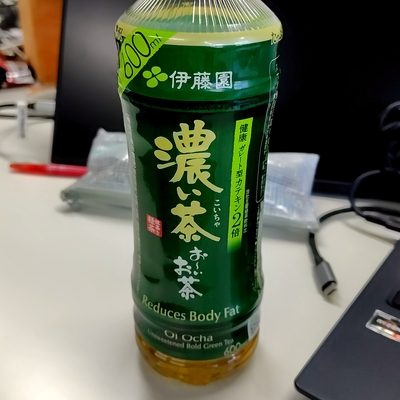 600ml
伊藤園
健康 ガレート型カテキン2倍
濃い茶
こいちゃ
お〜いお茶
Reduces Body Fat
Oi Ocha
Unsweetened Bold Green Tea
600